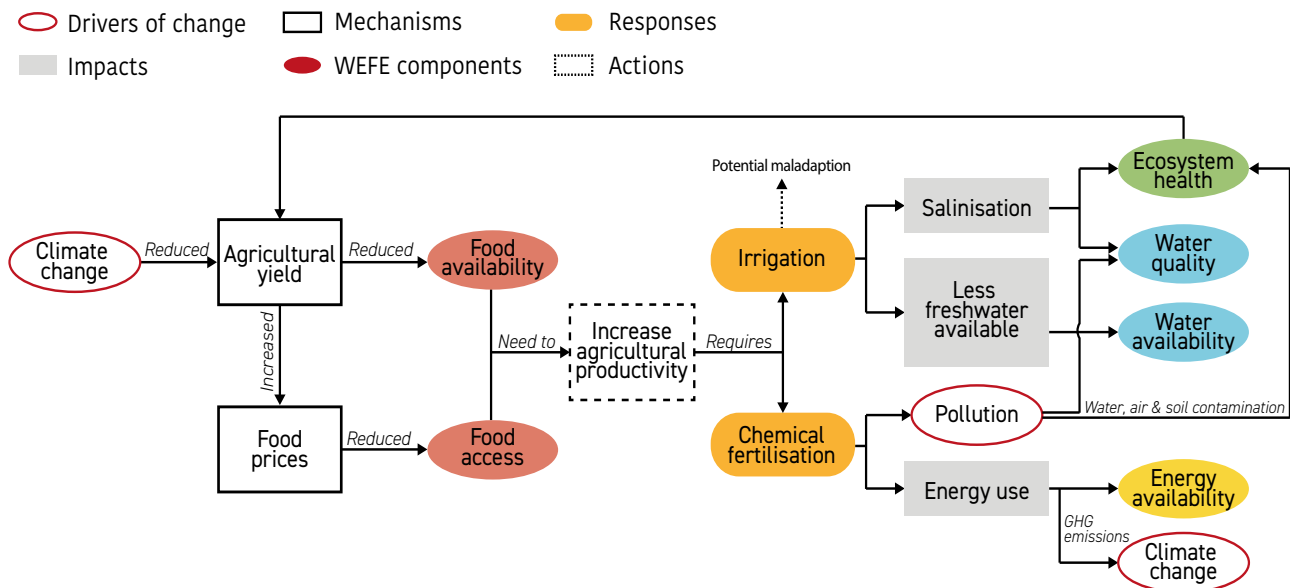 Drivers of change
Mechanisms
Responses
Impacts
WEFE components
Actions
Potential maladaption
Ecosystem
health
Salinisation
Climate
change
Reduced
Agricultural
yield
Reduced
Food
availability
Irrigation
Water
quality
Less
freshwater
available
Water
availability
Increased
Need to
Increase
agricultural
productivity
Requires
Food
prices
Reduced
Food
access
Chemical
fertilisation
Pollution
Water, air & soil contamination
Energy use
Energy
availability
GHG
emissions
Climate
change